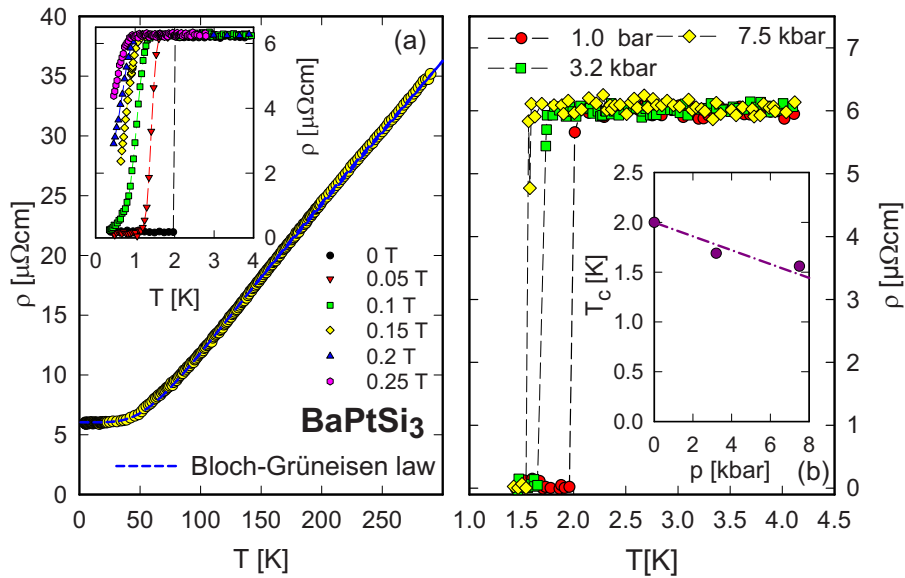 40
35
30
25
20
15
10
5
0
ρ [µΩcm]
0 50 100 150 200 250
T [K]
(a)
6
4
2
0
ρ [µΩcm]
0 1 2 3 4
T [K]
0 T
0.05 T
0.1 T
0.15 T
0.2 T
0.25 T
BaPtSi3
Bloch-Grüneisen law
1.0 bar
7.5 kbar
3.2 kbar
7
6
5
4
3
2
1
0
ρ [µΩcm]
1.0 1.5 2.0 2.5 3.0 3.5 4.0 4.5
T[K]
2.5
2.0
1.5
1.0
0.5
0.0
Tc [K]
0 2 4 6 8
p [kbar]
(b)